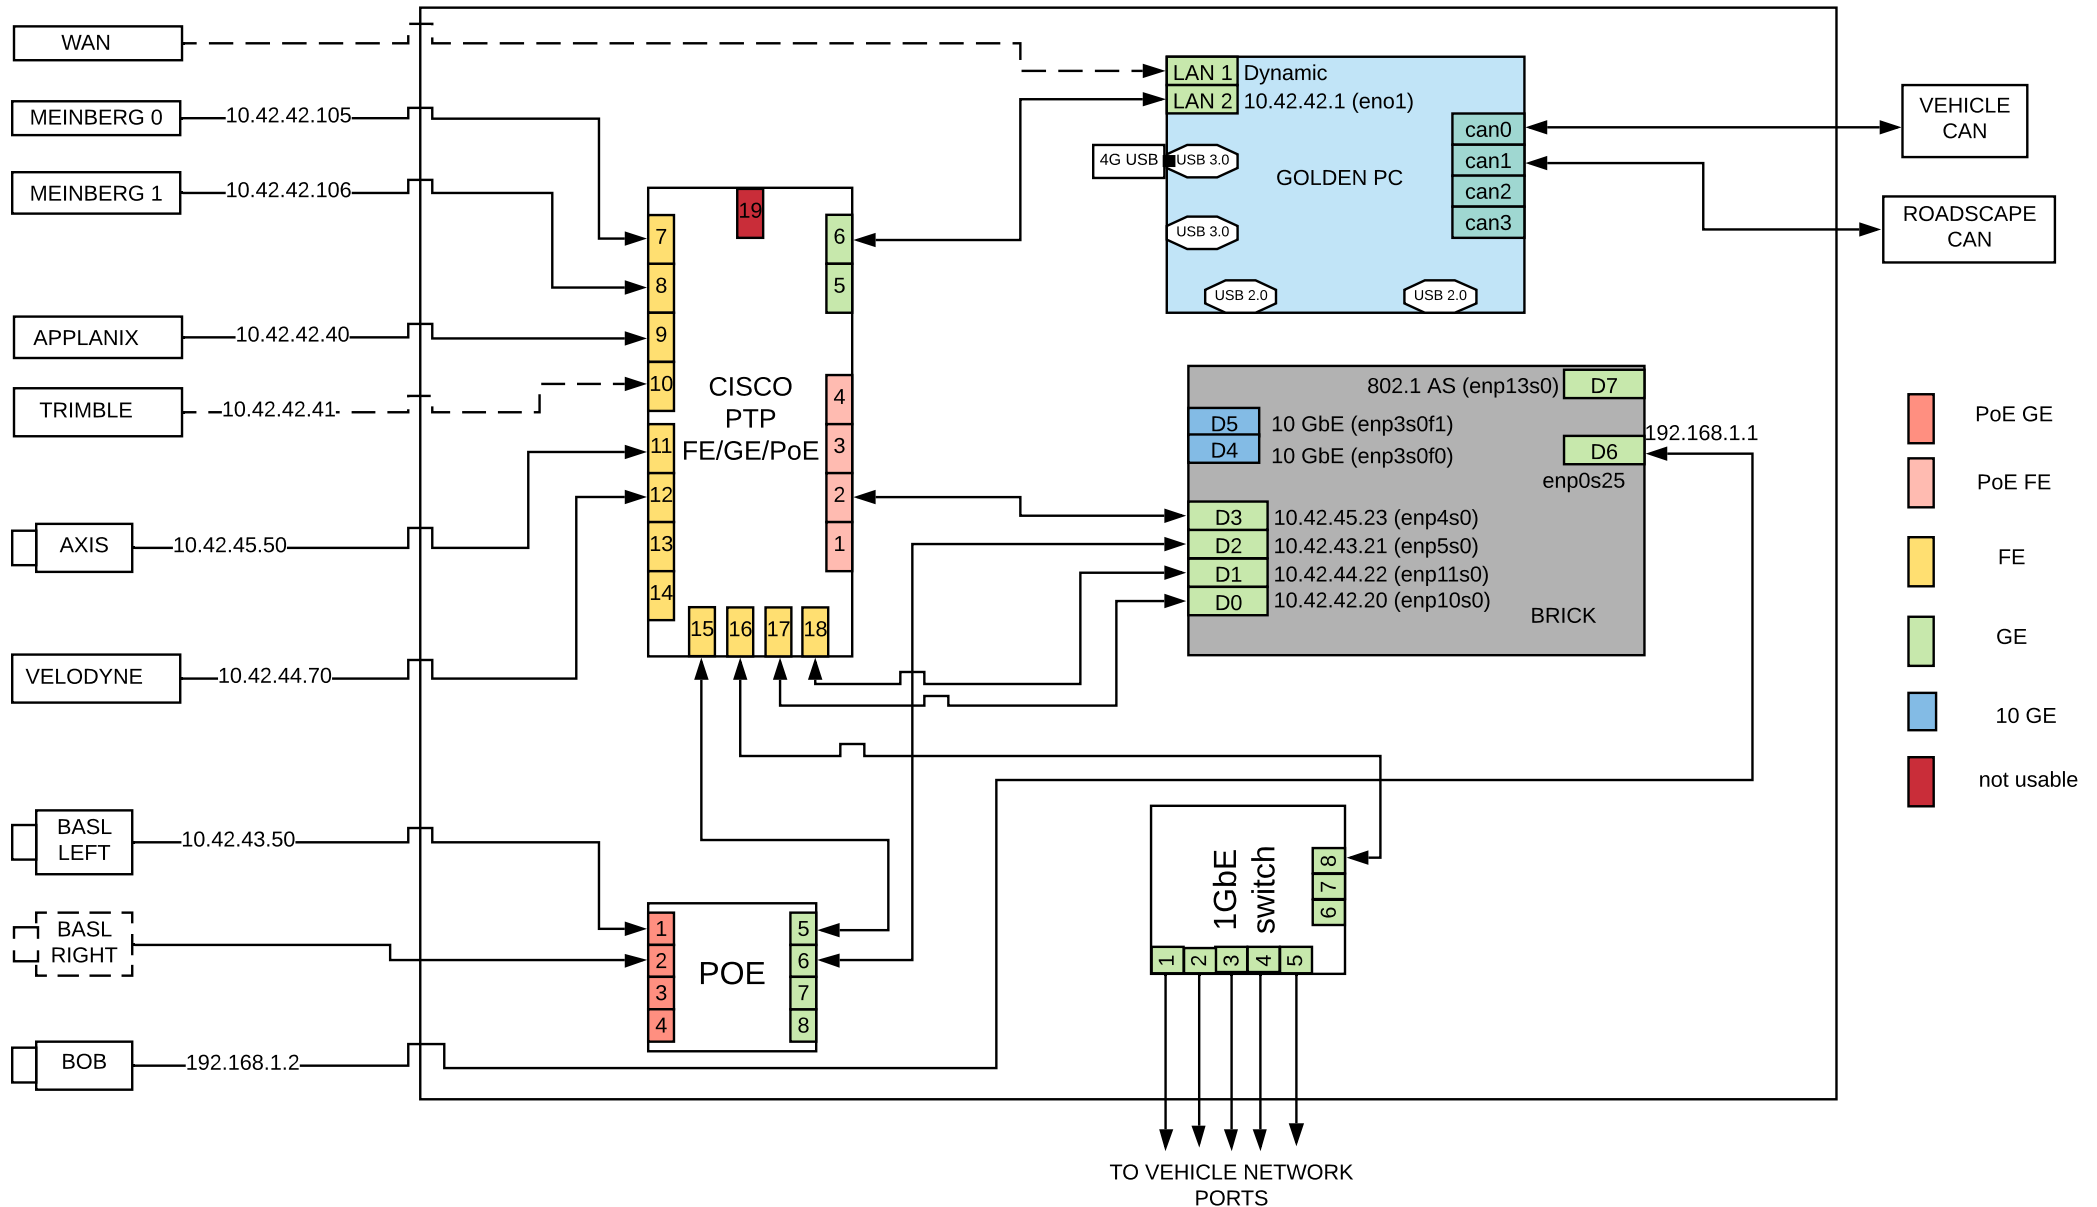 WAN
MEINBERG 0
10.42.42.105
MEINBERG 1
10.42.42.106
APPLANIX
10.42.42.40
TRIMBLE
10.42.42.41
AXIS
10.42.45.50
VELODYNE
10.42.44.70
BASL
LEFT
10.42.43.50
BASL
RIGHT
BOB
192.168.1.2
19
7
8
9
10
11
12
13
14
15
16
17
18
6
5
4
3
2
1
CISCO
PTP
FE/GE/PoE
POE
1
2
3
4
5
6
7
8
LAN 1
Dynamic
LAN 2
10.42.42.1 (eno1)
4G USB
USB 3.0
USB 3.0
USB 2.0
USB 2.0
GOLDEN PC
can0
can1
can2
can3
VEHICLE
CAN
ROADSCAPE
CAN
802.1 AS (enp13s0)
D7
D5
10 GbE (enp3s0f1)
D4
10 GbE (enp3s0f0)
D6
192.168.1.1
enp0s25
D3
10.42.45.23 (enp4s0)
D2
10.42.43.21 (enp5s0)
D1
10.42.44.22 (enp11s0)
D0
10.42.42.20 (enp10s0)
BRICK
1GbE
switch
8
7
6
1
2
3
4
5
TO VEHICLE NETWORK
PORTS
PoE GE
PoE FE
FE
GE
10 GE
not usable